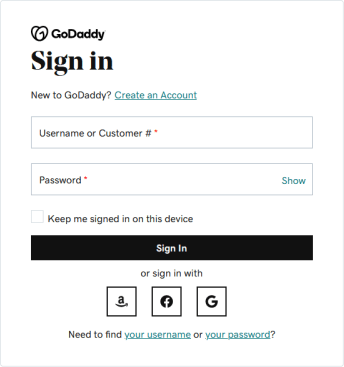 GoDaddy
Sign in
New to GoDaddy? Create an Account
Username or Customer # *
Password * Show
Keep me signed in on this device
Sign In
or sign in with
Need to find your username or your password?